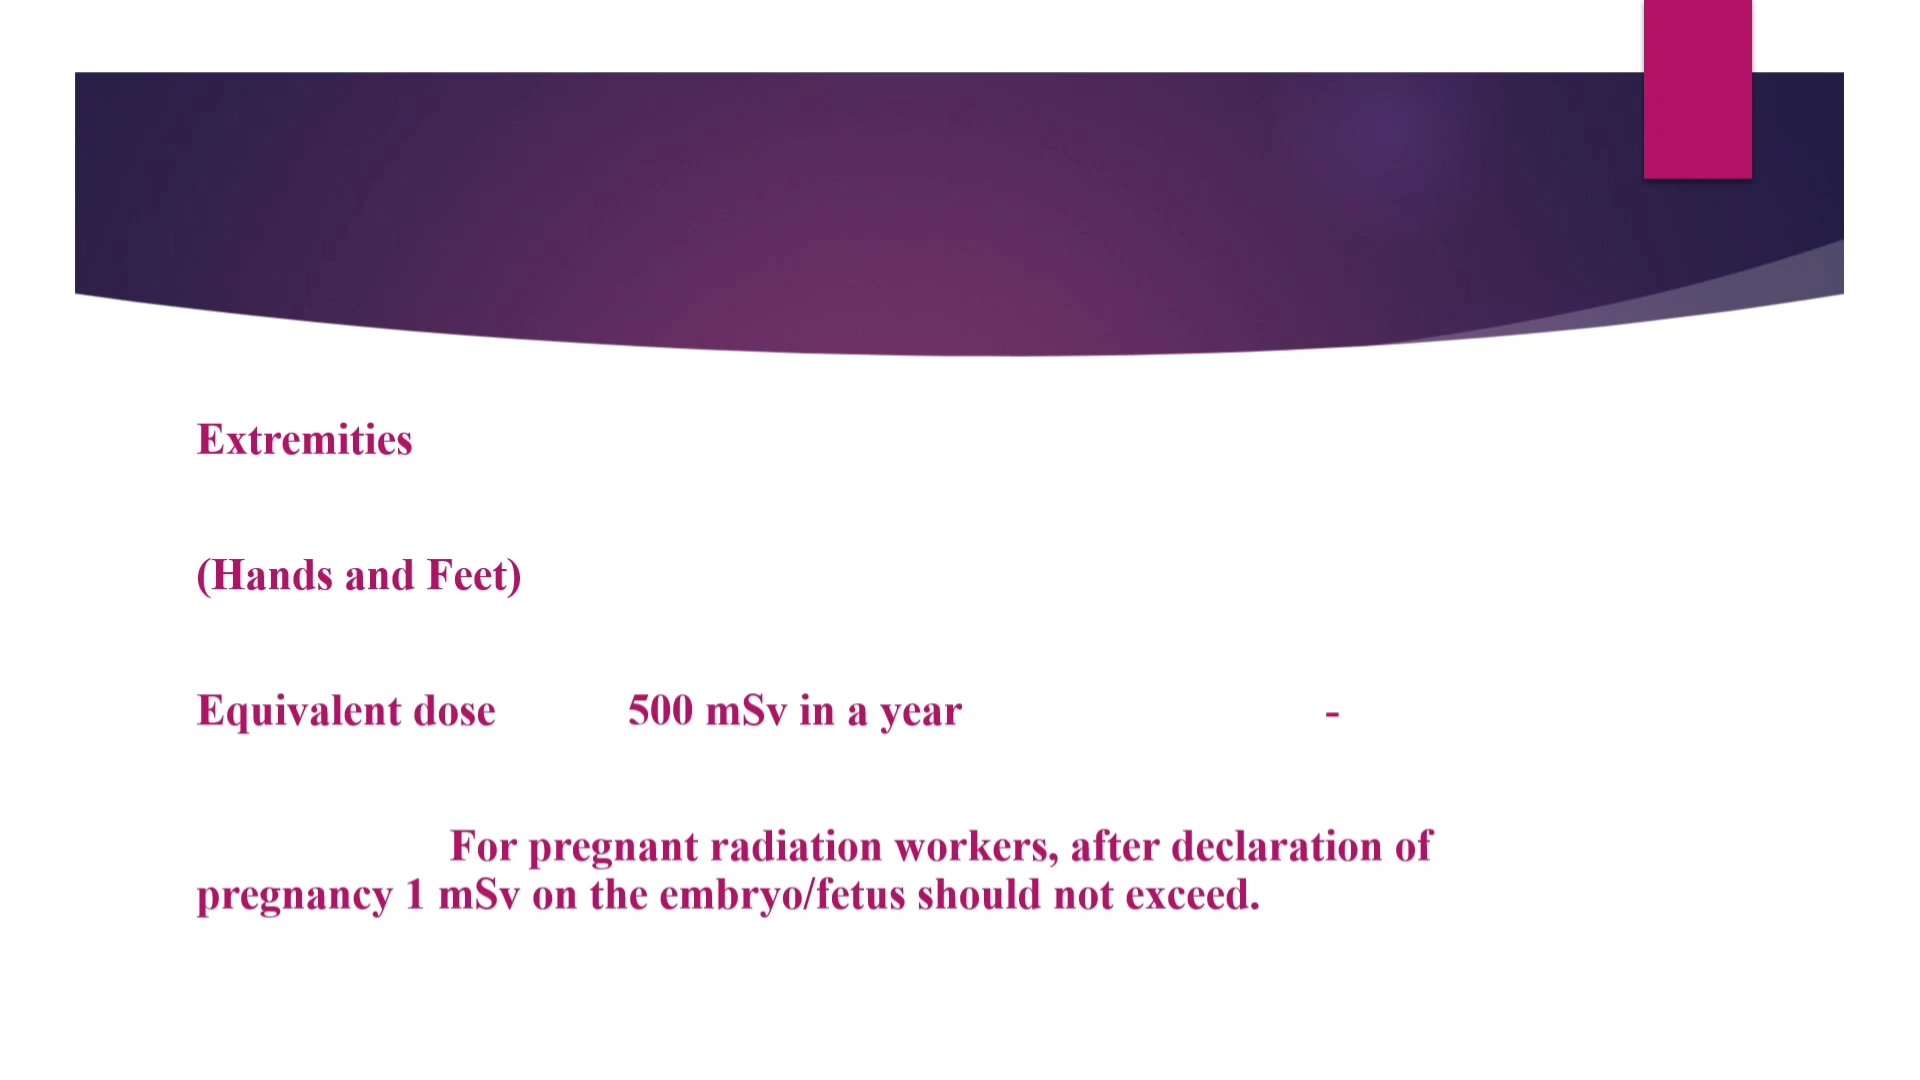 Extremities
(Hands and Feet)
Equivalent dose 500 mSv in a year -
For pregnant radiation workers, after declaration of
pregnancy 1 mSv on the embryo/fetus should not exceed.